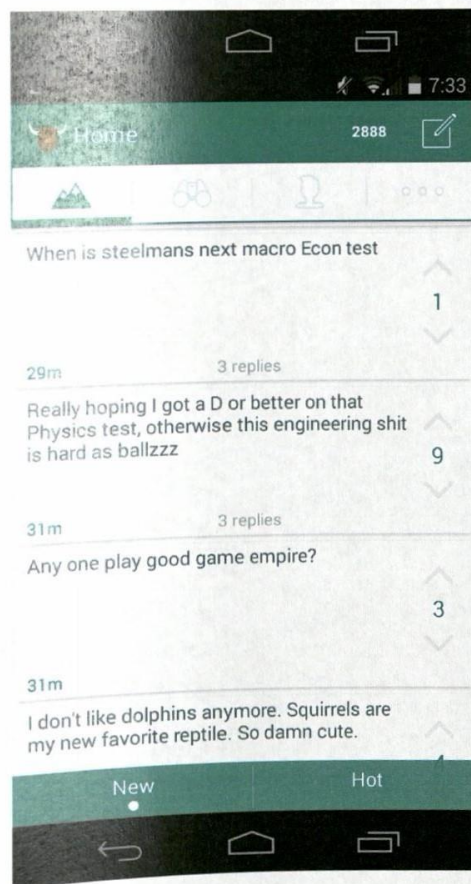 7:33
Home 2888
When is steelmans next macro Econ test
1
29m 3 replies
Really hoping I got a D or better on that
Physics test, otherwise this engineering shit
is hard as ballzzz
9
31m 3 replies
Any one play good game empire?
3
31m
I don't like dolphins anymore. Squirrels are
my new favorite reptile. So damn cute.
New Hot